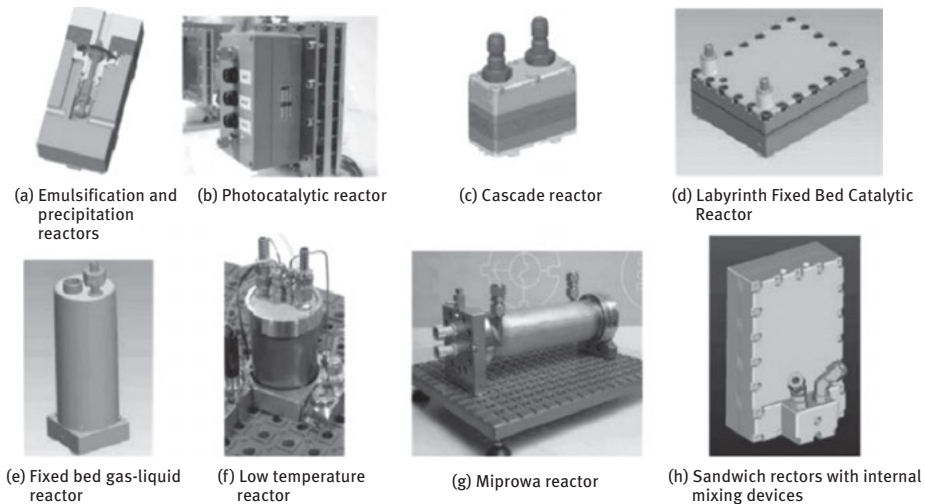 (a) Emulsification and
precipitation
reactors
(b) Photocatalytic reactor
(c) Cascade reactor
(d) Labyrinth Fixed Bed Catalytic
Reactor
(e) Fixed bed gas-liquid
reactor
(f) Low temperature
reactor
(g) Miprowa reactor
(h) Sandwich rectors with internal
mixing devices